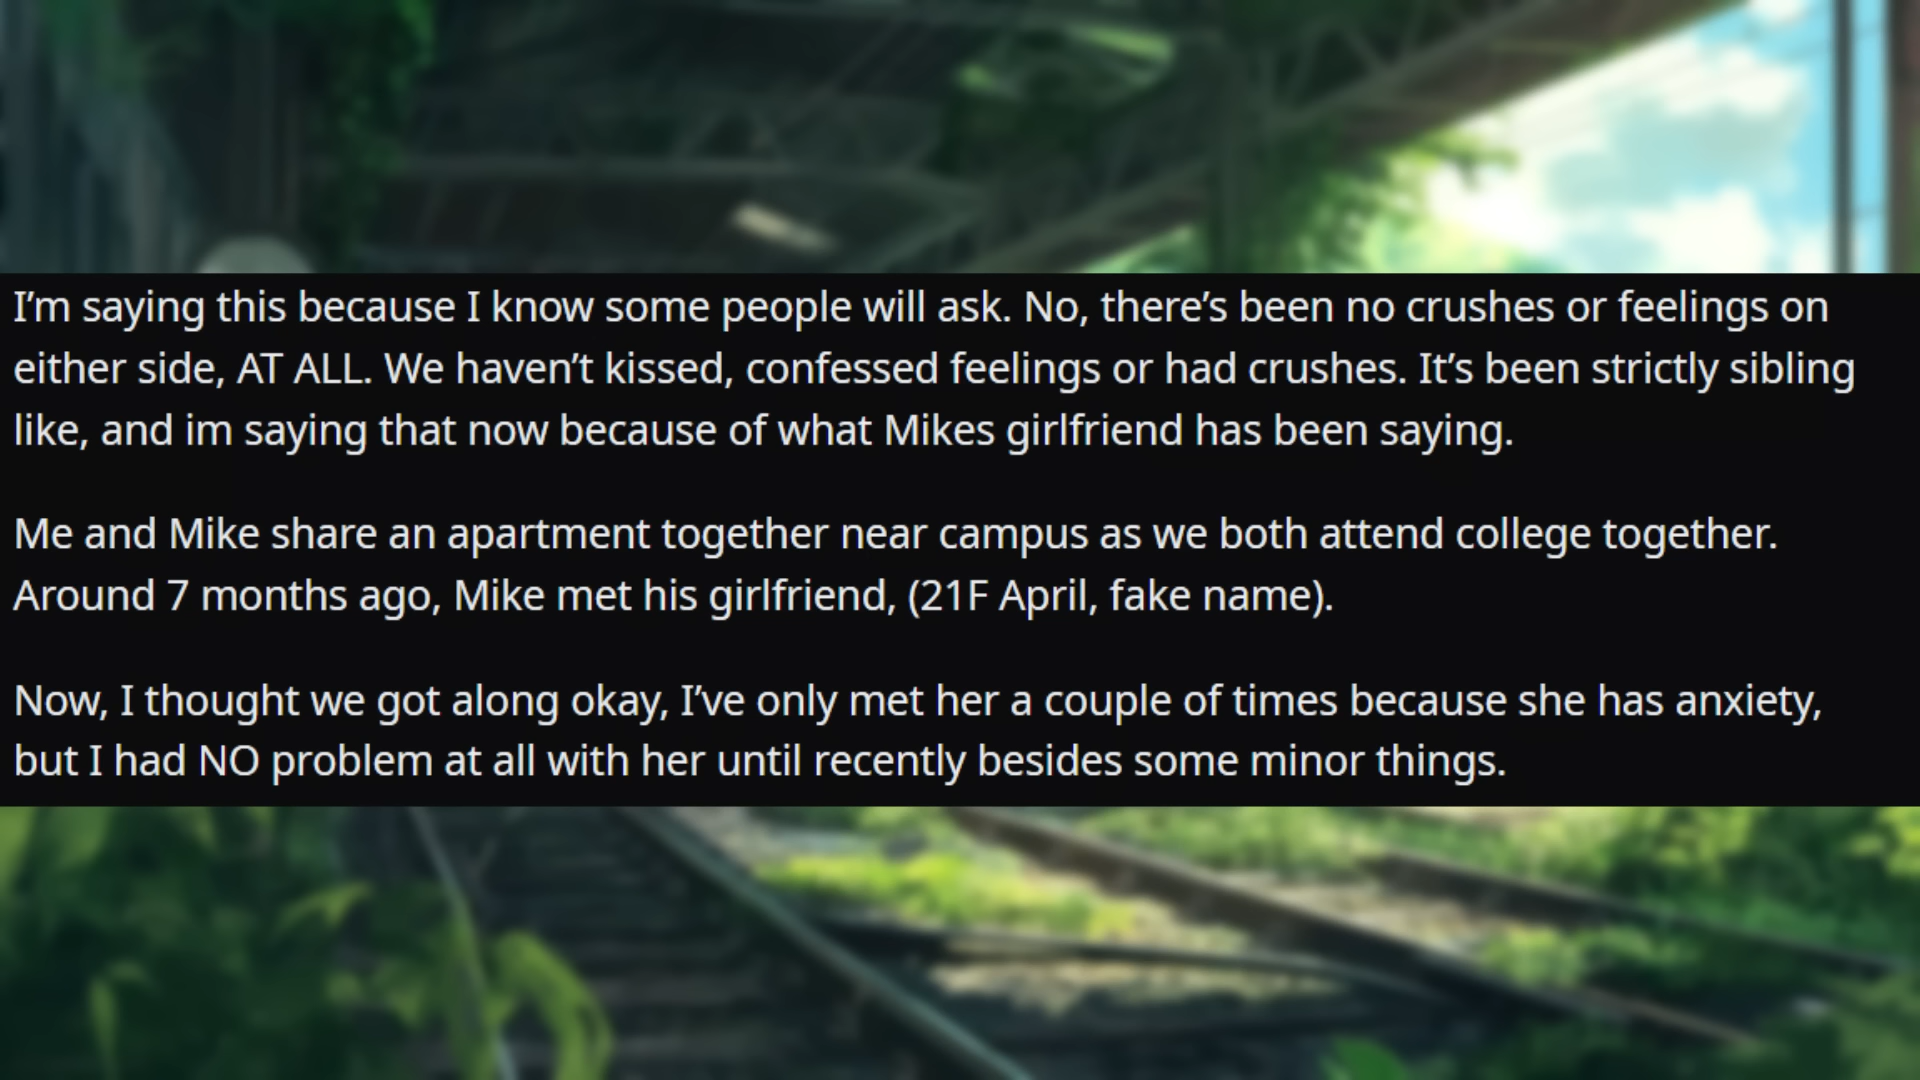 I’m saying this because I know some people will ask. No, there’s been no crushes or feelings on
either side, AT ALL. We haven’t kissed, confessed feelings or had crushes. It’s been strictly sibling
like, and im saying that now because of what Mikes girlfriend has been saying.
Me and Mike share an apartment together near campus as we both attend college together.
Around 7 months ago, Mike met his girlfriend, (21F April, fake name).
Now, I thought we got along okay, I’ve only met her a couple of times because she has anxiety,
but I had NO problem at all with her until recently besides some minor things.